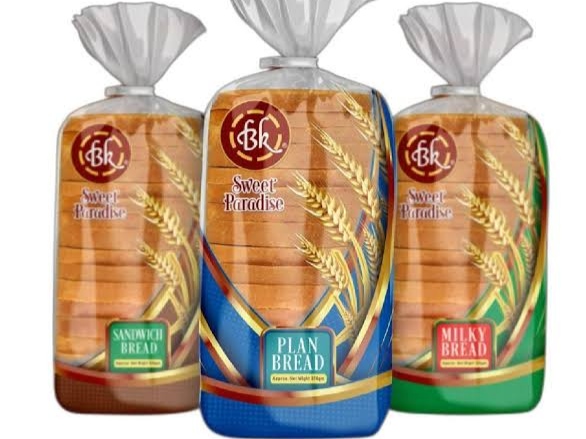 Bk
Sweet
Paradise
SANDWICH
BREAD
Bk
Sweet
Paradise
PLAN
BREAD
Bk
Sweet
Paradise
MILKY
BREAD